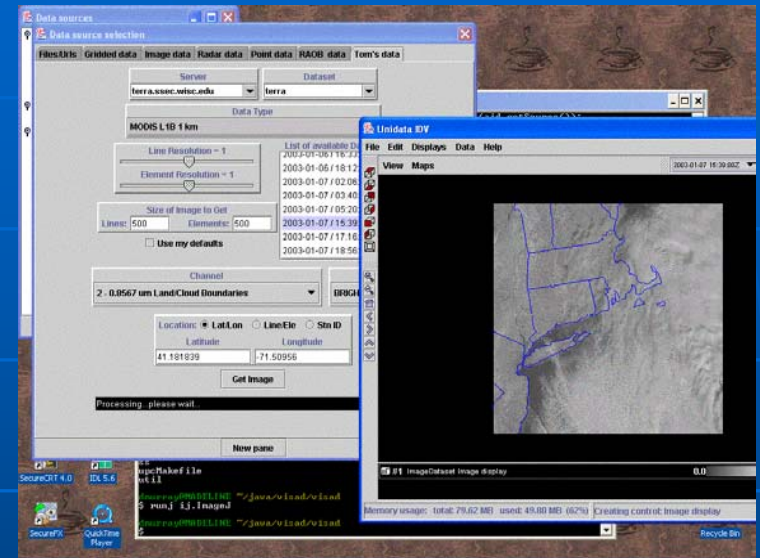 Data sources
Data source selection
Files/Urls Gridded data Image data Radar data Point data RAOB data Tom's data
Server
Dataset
terra.ssec.wisc.edu
terra
Data Type
MODIS L1B 1 km
Line Resolution = 1
Element Resolution = 1
List of available
2003-01-06 / 18:12
2003-01-07 / 02:06
2003-01-07 / 03:40
2003-01-07 / 05:20
2003-01-07 / 15:39
2003-01-07 / 17:16
2003-01-07 / 18:56
Size of Image to Get
Lines: 500 Elements: 500
Use my defaults
Channel
2 - 0.8567 um Land/Cloud Boundaries
BRIGH
Location: Lat/Lon Line/Ele Stn ID
Latitude
Longitude
41.181839
-71.50956
Get Image
Processing please wait..
New pane
Unidata IDV
File Edit Displays Data Help
View Maps
2003-01-07 15:39:00Z
#1 ImageDataset Image display
0.0
Memory usage: total: 79.62 MB used: 49.80 MB (62%)
Creating control: Image display
upcMakefile
util
dmurray@MADELINE ~/java/visad/visad
$ runj ij.ImageJ
dmurray@MADELINE ~/java/visad/visad
$
SecureCRT 4.0
IDL 5.6
SecureFX
QuickTime Player
Recycle Bin